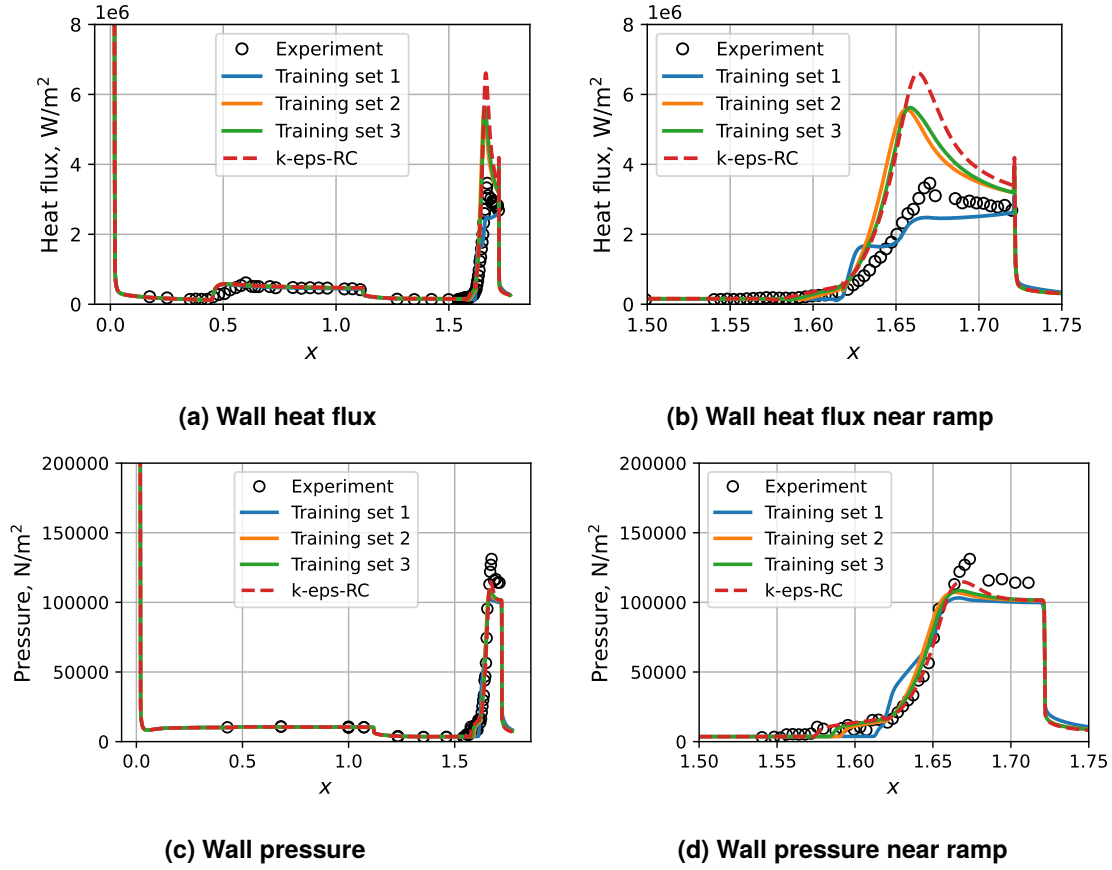 1e6
Heat flux, W/m²
8
6
4
2
0
Experiment
Training set 1
Training set 2
Training set 3
k-eps-RC
0.0 0.5 1.0 1.5
x
(a) Wall heat flux
1e6
Heat flux, W/m²
8
6
4
2
0
Experiment
Training set 1
Training set 2
Training set 3
k-eps-RC
1.50 1.55 1.60 1.65 1.70 1.75
x
(b) Wall heat flux near ramp
Pressure, N/m²
200000
150000
100000
50000
0
Experiment
Training set 1
Training set 2
Training set 3
k-eps-RC
0.0 0.5 1.0 1.5
x
(c) Wall pressure
Pressure, N/m²
200000
150000
100000
50000
0
Experiment
Training set 1
Training set 2
Training set 3
k-eps-RC
1.50 1.55 1.60 1.65 1.70 1.75
x
(d) Wall pressure near ramp